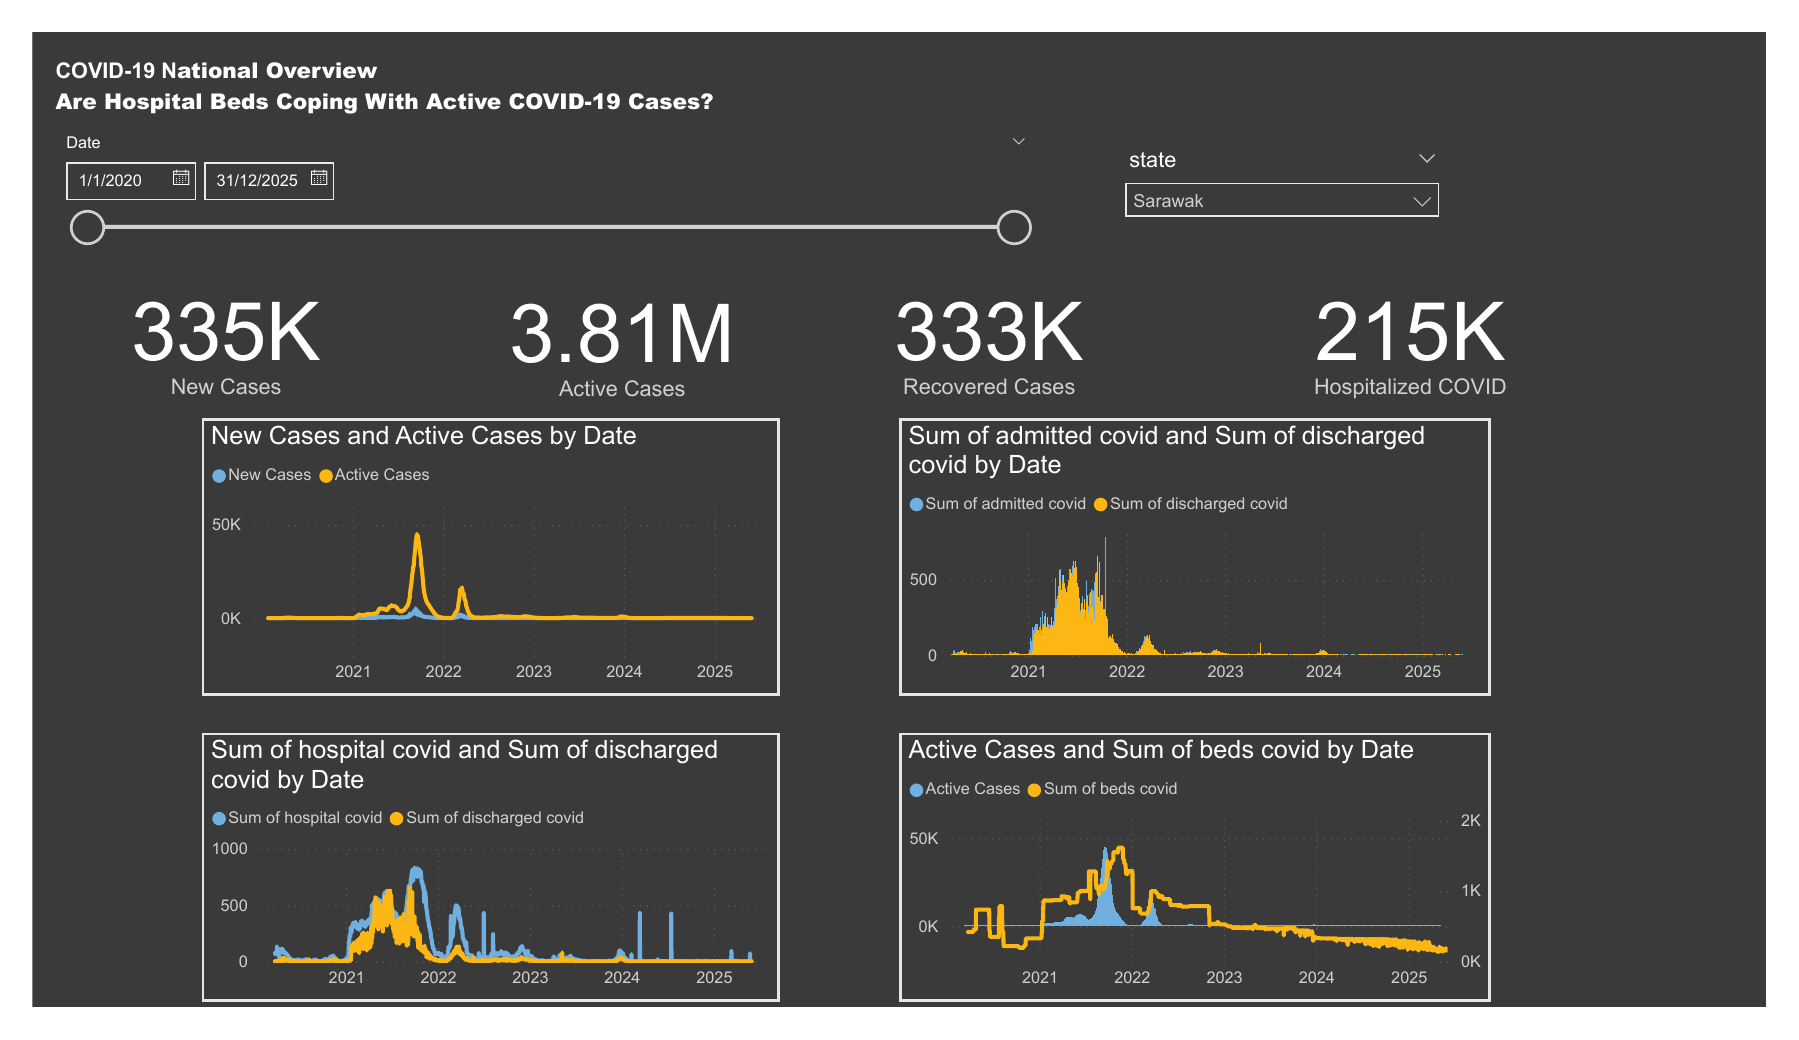 COVID-19 National Overview
Are Hospital Beds Coping With Active COVID-19 Cases?
Date
1/1/2020
31/12/2025
state
Sarawak
335K
New Cases
3.81M
Active Cases
333K
Recovered Cases
215K
Hospitalized COVID
New Cases and Active Cases by Date
New Cases Active Cases
50K
0K
2021 2022 2023 2024 2025
Sum of admitted covid and Sum of discharged
covid by Date
Sum of admitted covid Sum of discharged covid
500
0
2021 2022 2023 2024 2025
Sum of hospital covid and Sum of discharged
covid by Date
Sum of hospital covid Sum of discharged covid
1000
500
0
2021 2022 2023 2024 2025
Active Cases and Sum of beds covid by Date
Active Cases Sum of beds covid
50K
0K
2K
1K
0K
2021 2022 2023 2024 2025